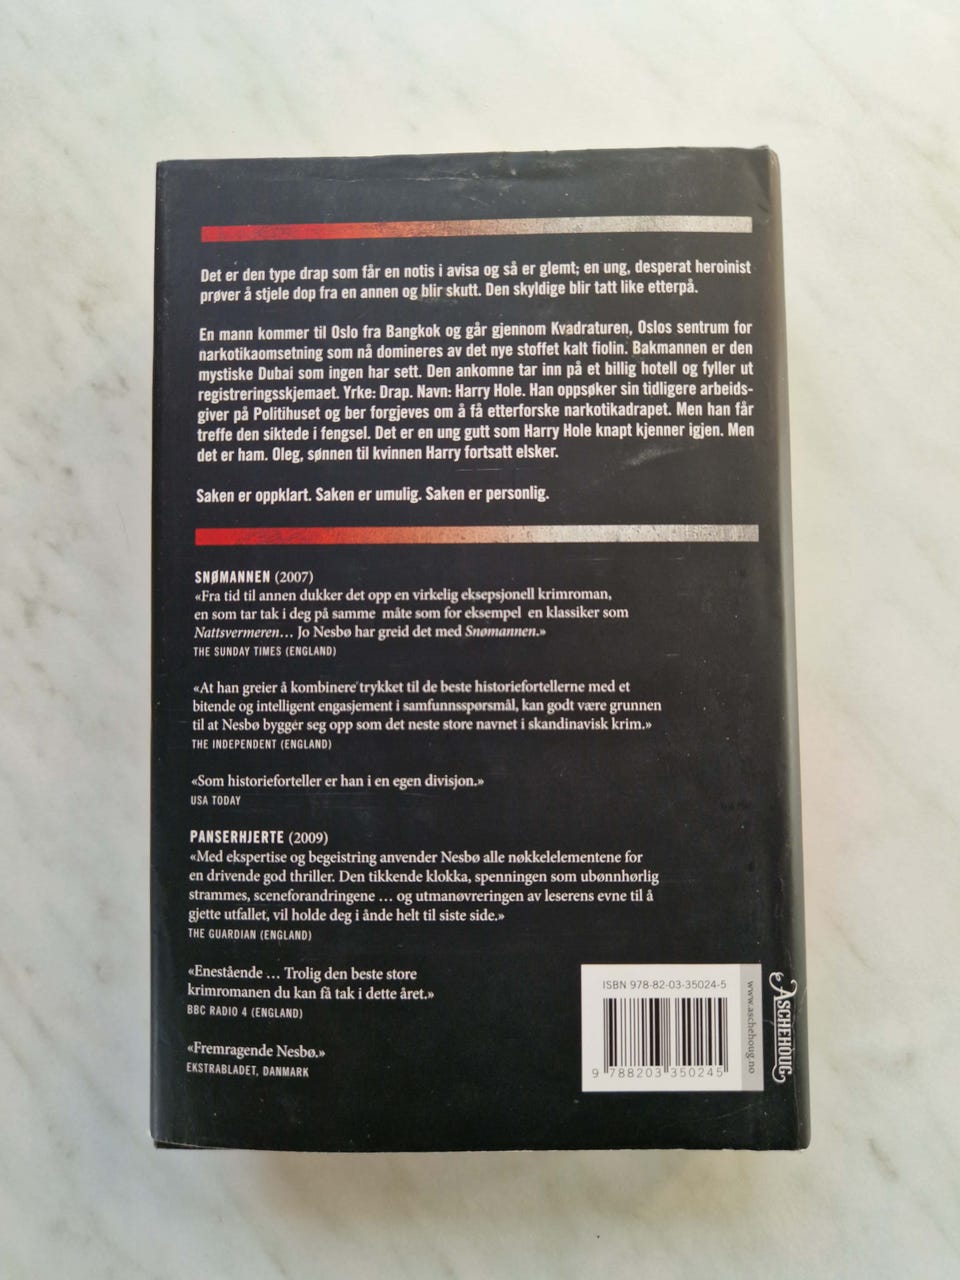 Det er den type drap som får en notis i avisa og så er glemt; en ung, desperat heroinist
prøver å stjele dop fra en annen og blir skutt. Den skyldige blir tatt like etterpå.
En mann kommer til Oslo fra Bangkok og går gjennom Kvadraturen, Oslos sentrum for
narkotikaomsetning som nå domineres av det nye stoffet kalt fiolin. Bakmannen er den
mystiske Dubai som ingen har sett. Den ankomne tar inn på et billig hotell og fyller ut
registreringsskjemaet. Yrke: Drap. Navn: Harry Hole. Han oppsøker sin tidligere arbeids-
giver på Politihuset og ber forgjeves om å få etterforske narkotikadrapet. Men han får
treffe den siktede i fengsel. Det er en ung gutt som Harry Hole knapt kjenner igjen. Men
det er ham. Oleg, sønnen til kvinnen Harry fortsatt elsker.
Saken er oppklart. Saken er umulig. Saken er personlig.
SNØMANNEN (2007)
«Fra tid til annen dukker det opp en virkelig eksepsjonell krimroman,
en som tar tak i deg på samme måte som for eksempel en klassiker som
Nattsvermeren... Jo Nesbø har greid det med Snømannen.»
THE SUNDAY TIMES (ENGLAND)
«At han greier å kombinere trykket til de beste historiefortellerne med et
bitende og intelligent engasjement i samfunnsspørsmål, kan godt være grunnen
til at Nesbø bygger seg opp som det neste store navnet i skandinavisk krim.»
THE INDEPENDENT (ENGLAND)
«Som historieforteller er han i en egen divisjon.»
USA TODAY
PANSERHJERTE (2009)
«Med ekspertise og begeistring anvender Nesbø alle nøkkelelementene for
en drivende god thriller. Den tikkende klokka, spenningen som ubønnhørlig
strammes, sceneforandringene ... og utmanøvreringen av leserens evne til å
gjette utfallet, vil holde deg i ånde helt til siste side.»
THE GUARDIAN (ENGLAND)
«Enestående ... Trolig den beste store
krimromanen du kan få tak i dette året.»
BBC RADIO 4 (ENGLAND)
«Fremragende Nesbø.»
EKSTRABLADET, DANMARK
ISBN 978-82-03-35024-5
9 788203 350245
www.aschehoug.no
ASCHEHOUG